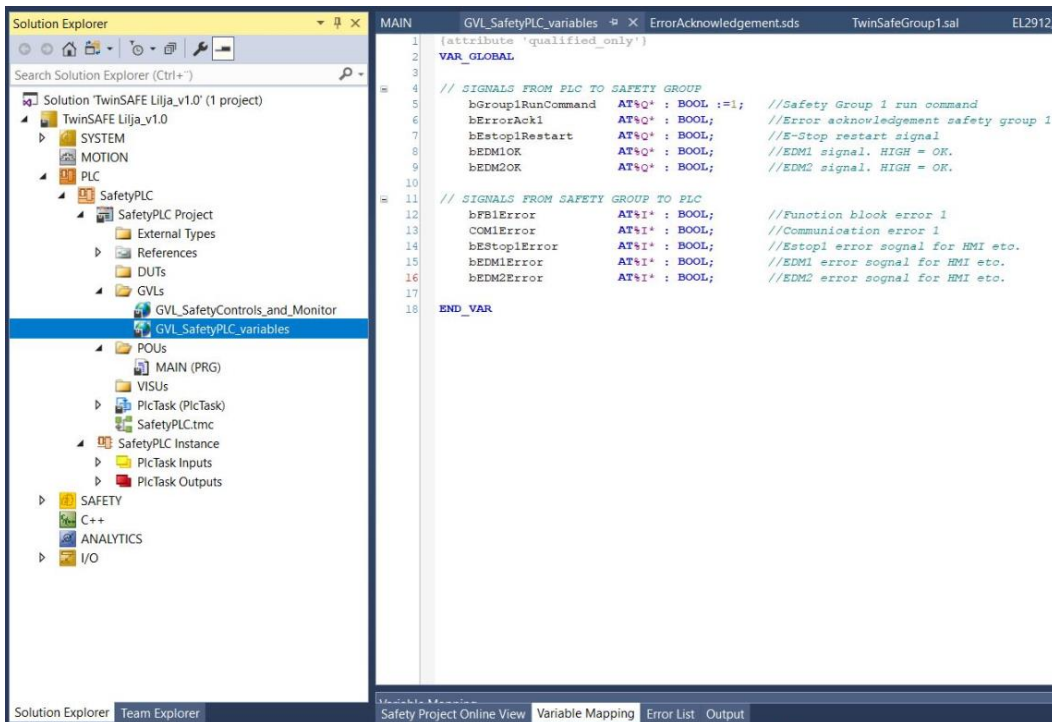 Solution Explorer
Search Solution Explorer (Ctrl+¨)
Solution 'TwinSAFE Lilja_v1.0' (1 project)
TwinSAFE Lilja_v1.0
SYSTEM
MOTION
PLC
SafetyPLC
SafetyPLC Project
External Types
References
DUTs
GVLs
GVL_SafetyControls_and_Monitor
GVL_SafetyPLC_variables
POUs
MAIN (PRG)
VISUs
PlcTask (PlcTask)
SafetyPLC.tmc
SafetyPLC Instance
PlcTask Inputs
PlcTask Outputs
SAFETY
C++
ANALYTICS
I/O
Solution Explorer Team Explorer
MAIN GVL_SafetyPLC_variables ErrorAcknowledgement.sds TwinSafeGroup1.sal EL2912
1 {attribute 'qualified_only'}
2 VAR_GLOBAL
3
4 // SIGNALS FROM PLC TO SAFETY GROUP
5 bGroup1RunCommand AT%Q* : BOOL :=1; //Safety Group 1 run command
6 bErrorAck1 AT%Q* : BOOL; //Error acknowledgement safety group 1
7 bEstop1Restart AT%Q* : BOOL; //E-Stop restart signal
8 bEDM1OK AT%Q* : BOOL; //EDM1 signal. HIGH = OK.
9 bEDM2OK AT%Q* : BOOL; //EDM2 signal. HIGH = OK.
10
11 // SIGNALS FROM SAFETY GROUP TO PLC
12 bFB1Error AT%I* : BOOL; //Function block error 1
13 COM1Error AT%I* : BOOL; //Communication error 1
14 bEStop1Error AT%I* : BOOL; //Estop1 error sognal for HMI etc.
15 bEDM1Error AT%I* : BOOL; //EDM1 error sognal for HMI etc.
16 bEDM2Error AT%I* : BOOL; //EDM2 error sognal for HMI etc.
17
18 END_VAR
Variable Mapping
Safety Project Online View Variable Mapping Error List Output